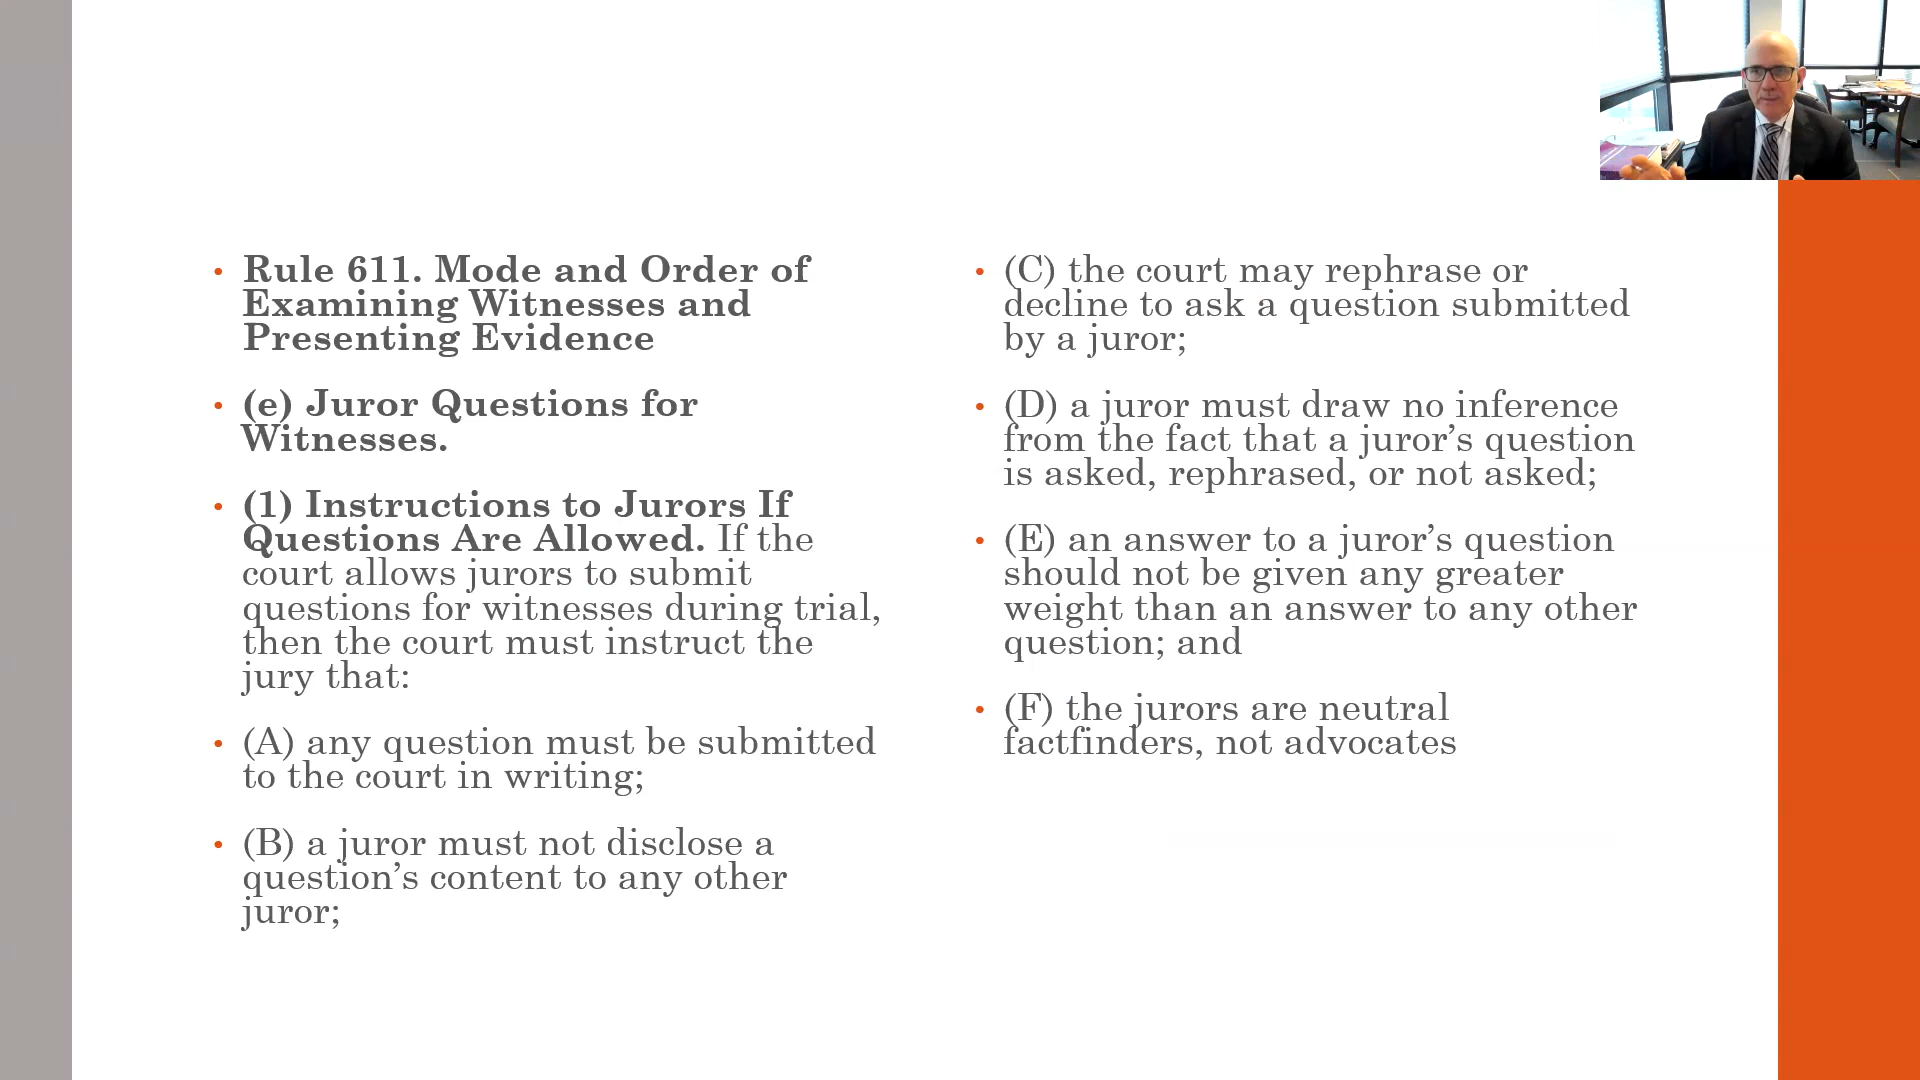 Rule 611. Mode and Order of
Examining Witnesses and
Presenting Evidence
(e) Juror Questions for
Witnesses.
(1) Instructions to Jurors If
Questions Are Allowed. If the
court allows jurors to submit
questions for witnesses during trial,
then the court must instruct the
jury that:
(A) any question must be submitted
to the court in writing;
(B) a juror must not disclose a
question’s content to any other
juror;
(C) the court may rephrase or
decline to ask a question submitted
by a juror;
(D) a juror must draw no inference
from the fact that a juror’s question
is asked, rephrased, or not asked;
(E) an answer to a juror’s question
should not be given any greater
weight than an answer to any other
question; and
(F) the jurors are neutral
factfinders, not advocates